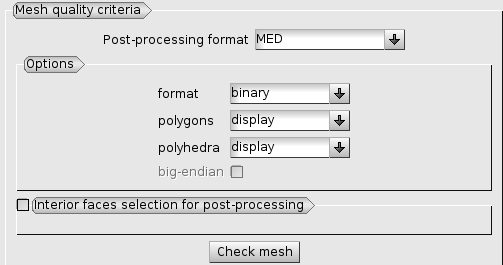 Mesh quality criteria
Post-processing format MED
Options
format binary
polygons display
polyhedra display
big-endian
Interior faces selection for post-processing
Check mesh